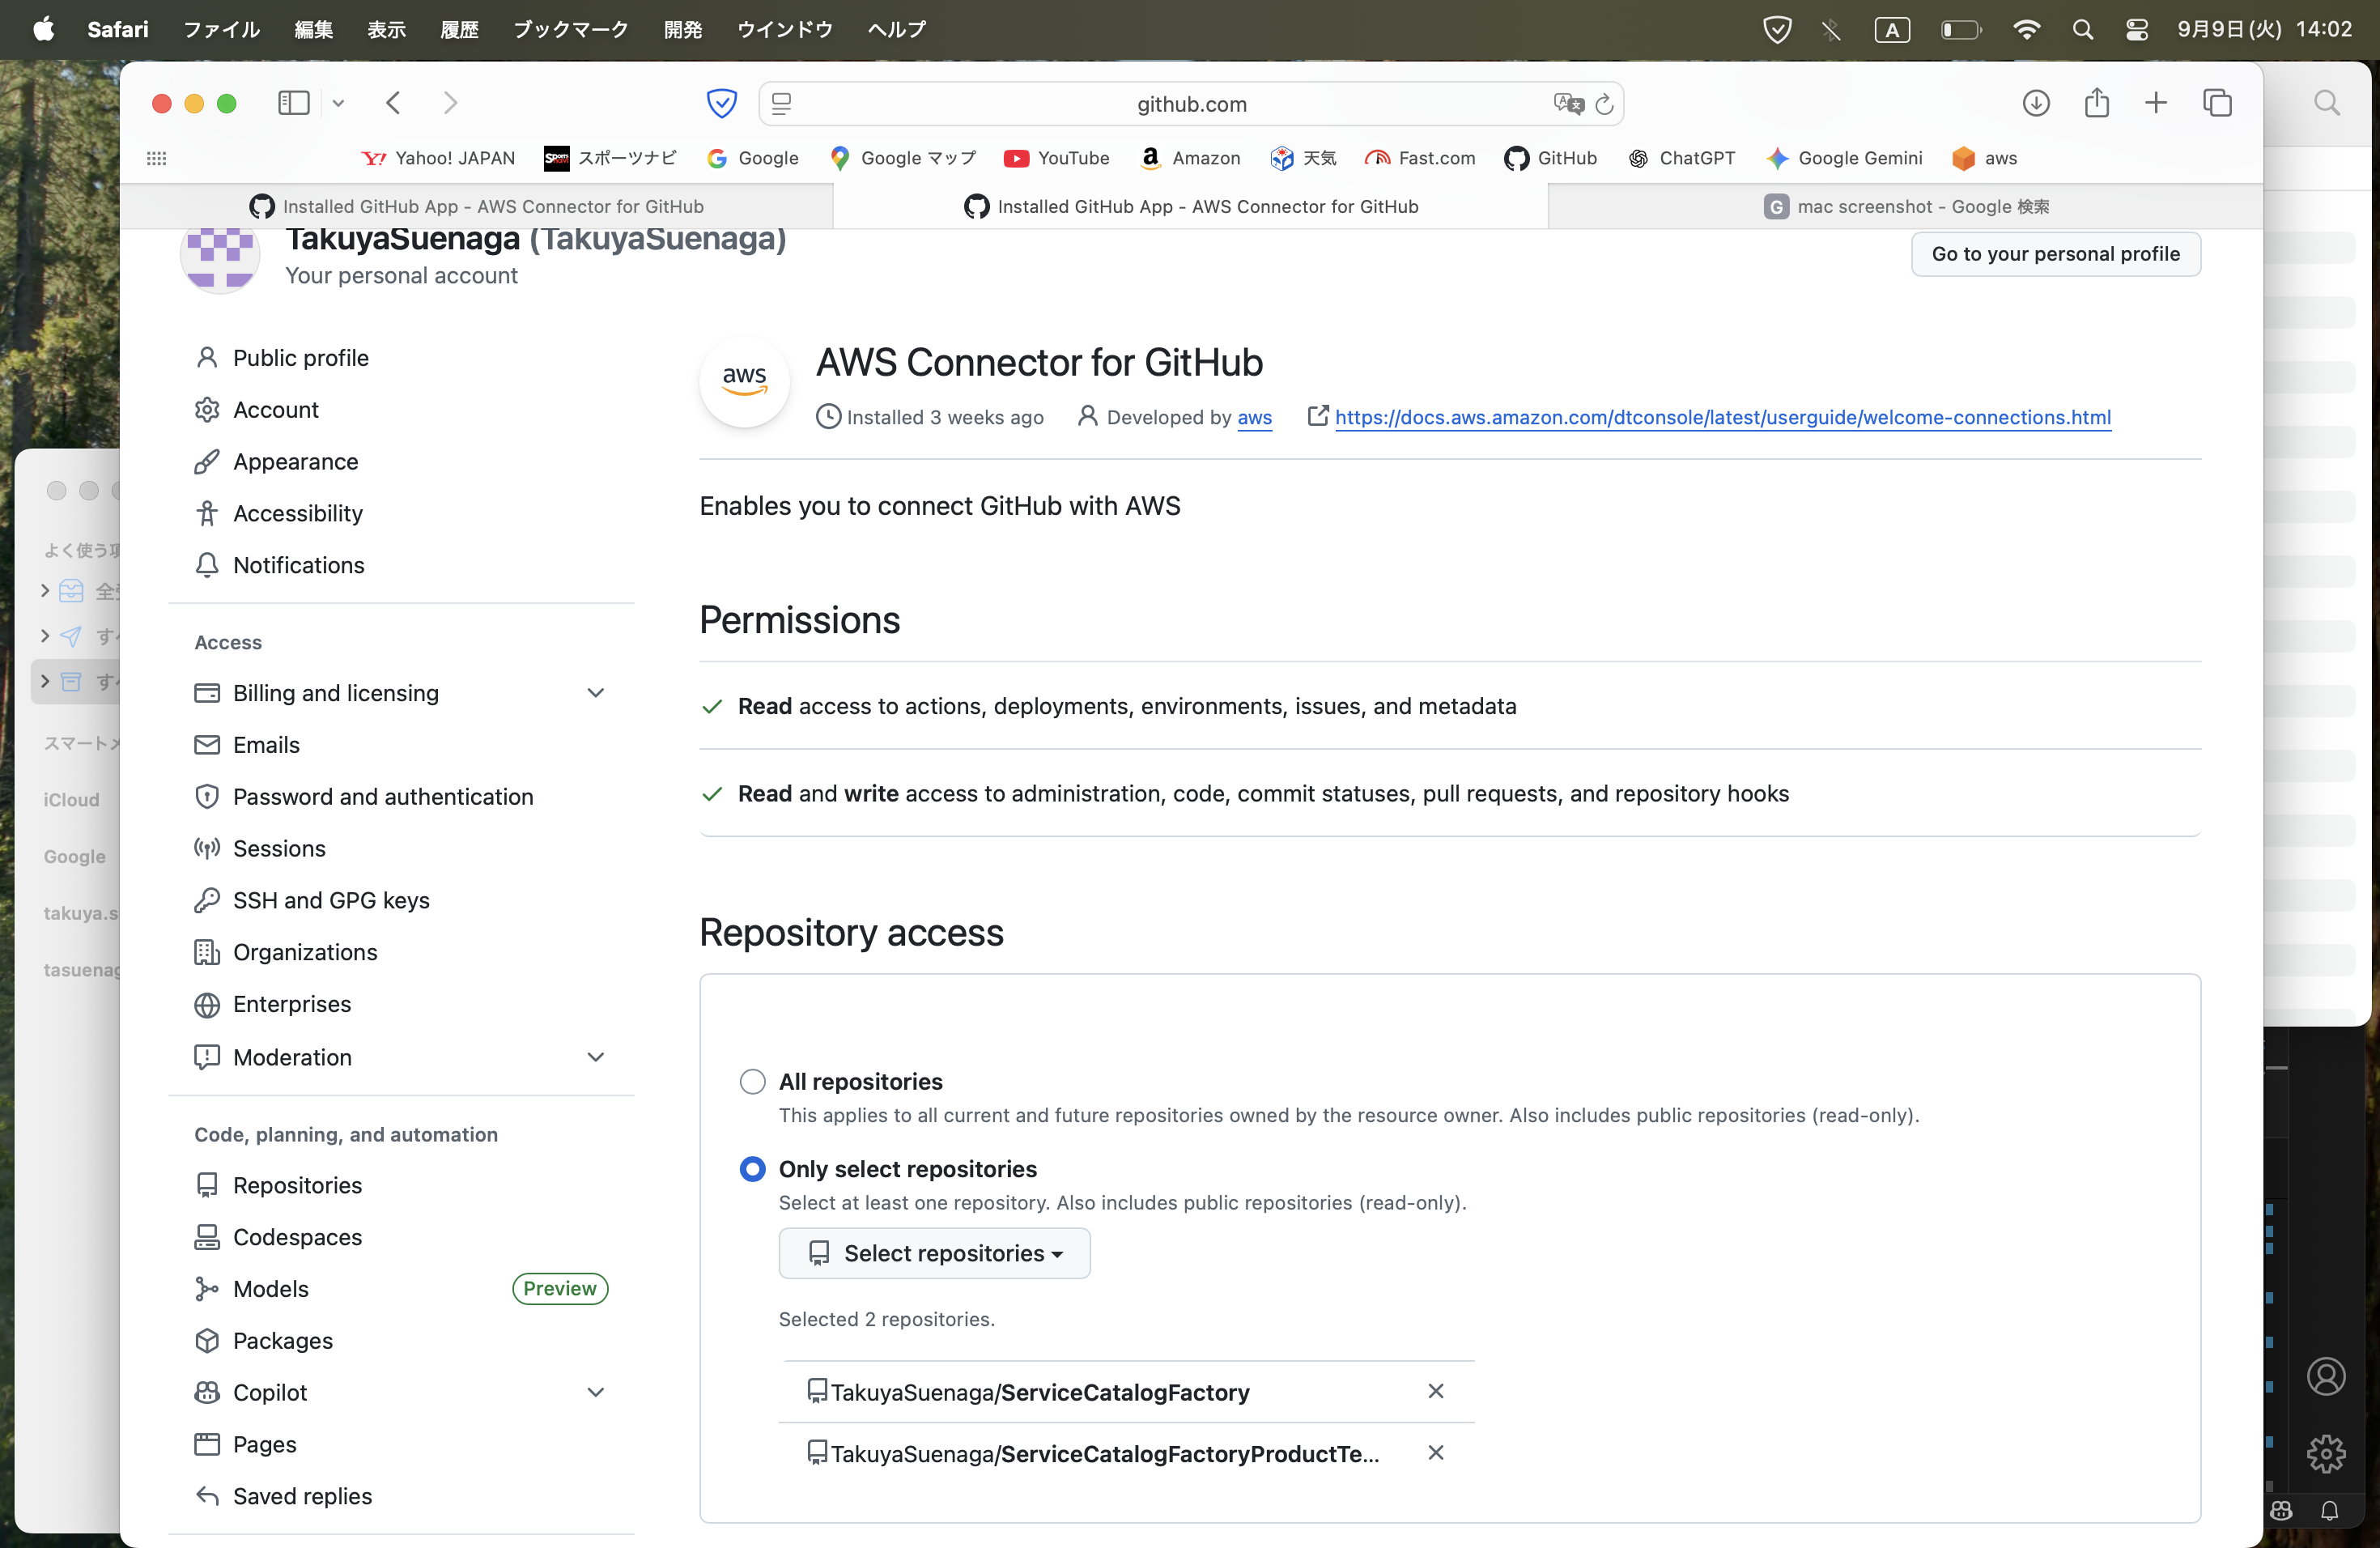 Safari ファイル 編集 表示 履歴 ブックマーク 開発 ウインドウ ヘルプ A 9月9日(火) 14:02
github.com
Yahoo! JAPAN スポーツナビ Google Google マップ YouTube Amazon 天気 Fast.com GitHub ChatGPT Google Gemini aws
Installed GitHub App - AWS Connector for GitHub
Installed GitHub App - AWS Connector for GitHub
G mac screenshot - Google 検索
TakuyaSuenaga (TakuyaSuenaga)
Your personal account
Go to your personal profile
Public profile
Account
Appearance
Accessibility
Notifications
Access
Billing and licensing
Emails
Password and authentication
Sessions
SSH and GPG keys
Organizations
Enterprises
Moderation
Code, planning, and automation
Repositories
Codespaces
Models Preview
Packages
Copilot
Pages
Saved replies
aws
AWS Connector for GitHub
Installed 3 weeks ago Developed by aws https://docs.aws.amazon.com/dtconsole/latest/userguide/welcome-connections.html
Enables you to connect GitHub with AWS
Permissions
Read access to actions, deployments, environments, issues, and metadata
Read and write access to administration, code, commit statuses, pull requests, and repository hooks
Repository access
All repositories
This applies to all current and future repositories owned by the resource owner. Also includes public repositories (read-only).
Only select repositories
Select at least one repository. Also includes public repositories (read-only).
Select repositories
Selected 2 repositories.
TakuyaSuenaga/ServiceCatalogFactory
TakuyaSuenaga/ServiceCatalogFactoryProductTe...
よく使う項
スマートメ
iCloud
Google
takuya.s
tasuenag